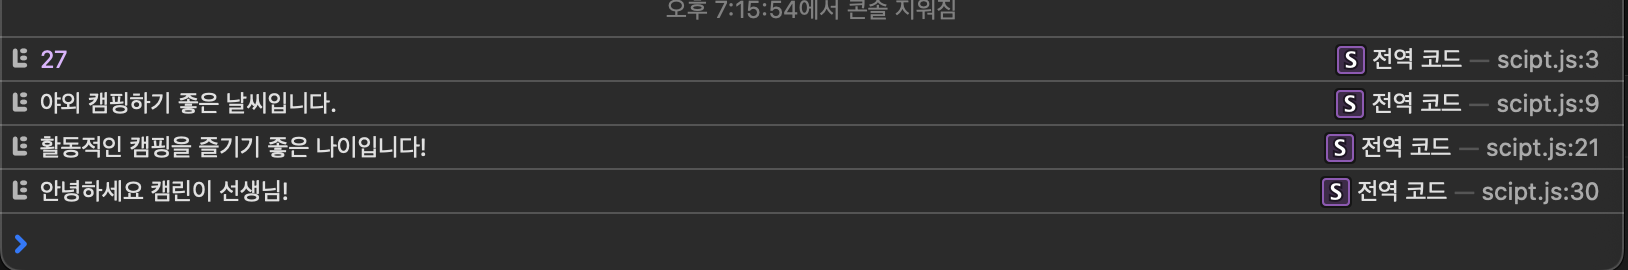 오후 7:15:54에서 콘솔 지워짐
27 S 전역 코드 — scipt.js:3
야외 캠핑하기 좋은 날씨입니다. S 전역 코드 — scipt.js:9
활동적인 캠핑을 즐기기 좋은 나이입니다! S 전역 코드 — scipt.js:21
안녕하세요 캠린이 선생님! S 전역 코드 — scipt.js:30